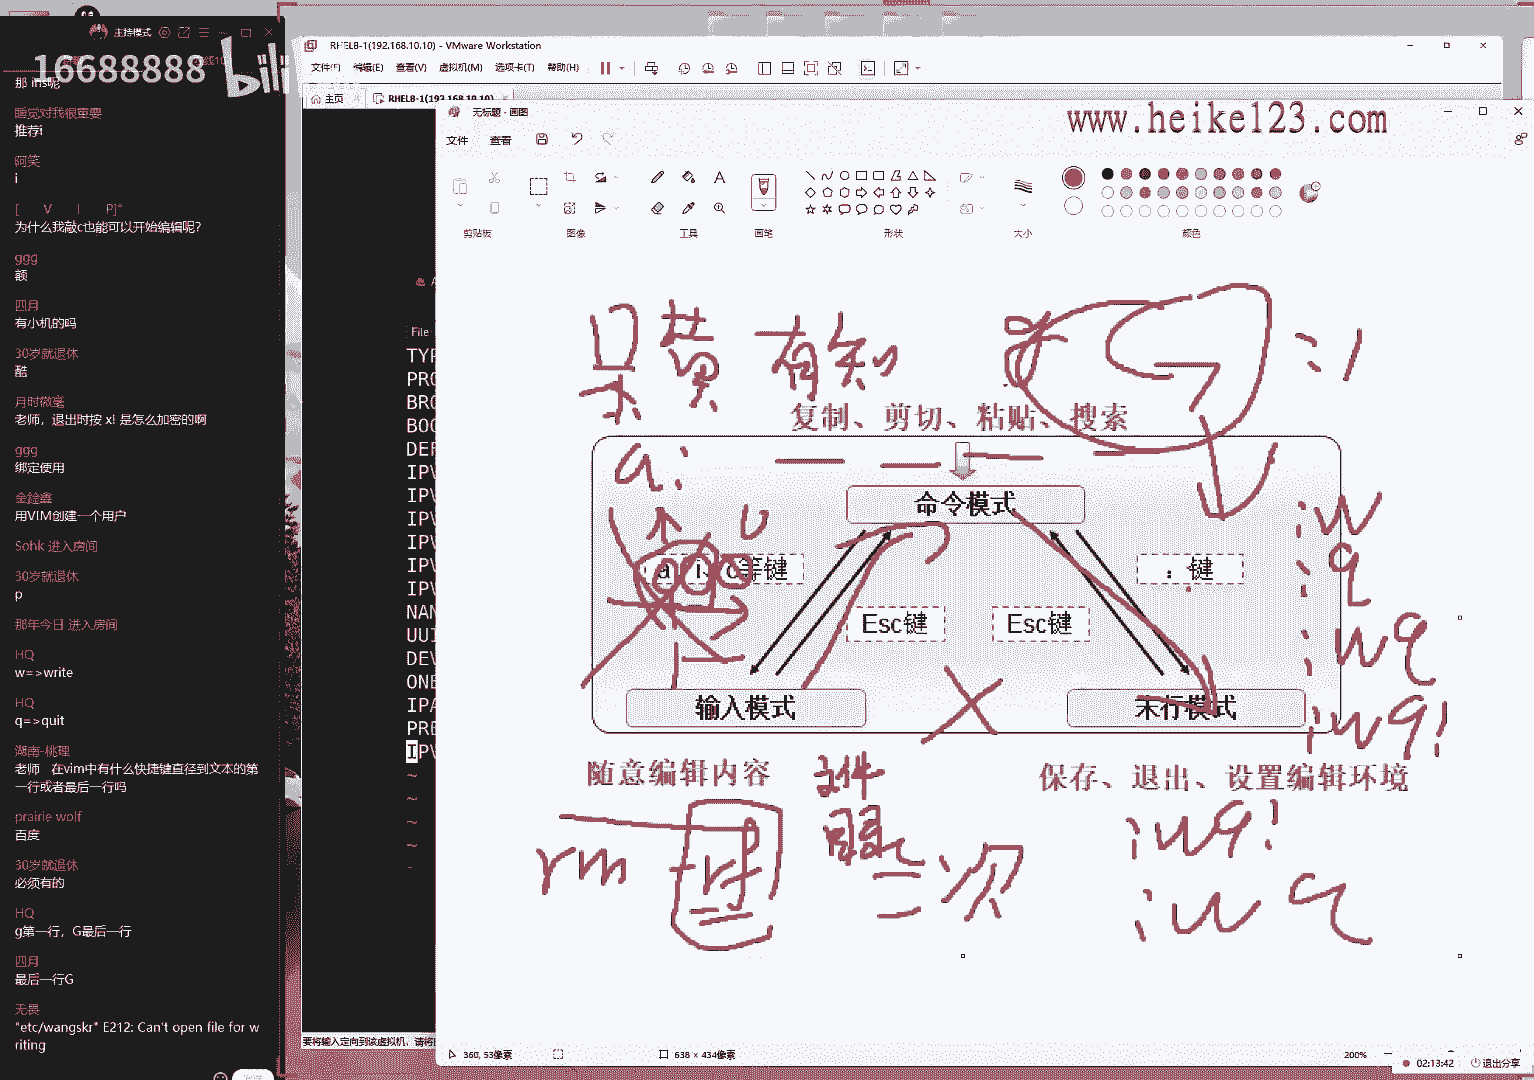 主持模式
16688888
bili
那 ins呢
睡觉对我很重要
推荐i
阿笑
i
[ V I P]°
为什么我敲c也能可以开始编辑呢?
ggg
额
四月
有小机的吗
30岁就退休
酷
月时微毫
老师，退出时按 x! 是怎么加密的啊
ggg
绑定使用
金銓鑫
用VIM创建一个用户
Sohk 进入房间
30岁就退休
p
那年今日 进入房间
HQ
w=>write
HQ
q=>quit
湖南-桃理
老师 在vim中有什么快捷键直径到文本的第
一行或者最后一行吗
prairie wolf
百度
30岁就退休
必须有的
HQ
g第一行，G最后一行
四月
最后一行G
无畏
"etc/wangskr" E212: Can't open file for w
riting
RHEL8-1(192.168.10.10) - VMware Workstation
文件(F) 编辑(E) 查看(V) 虚拟机(M) 选项卡(T) 帮助(H)
主页 RHEL8-1(192.168.10.10)
File
TYP
PRO
BRO
BOO
DEF
IPV
IPV
IPV
IPV
IPV
IPV
NAM
UUI
DEV
ONE
IPA
PRE
IPV
~
~
~
~
要将输入定向到该虚拟机，请将
无标题 - 画图
www.heike123.com
文件 查看
剪贴板 图像 工具 画笔 形状 大小 颜色
黄 有知
G :1
复制、剪切、粘贴、搜索
a:
命令模式
U
a i o等键
：键
Esc键 Esc键
输入模式 末行模式
:w
:q
:wq
:wq!
随意编辑内容
保存、退出、设置编辑环境
rm -rf
二次
:wq!
:wq
360, 53像素
638 × 434像素
200%
02:13:42
退出分享